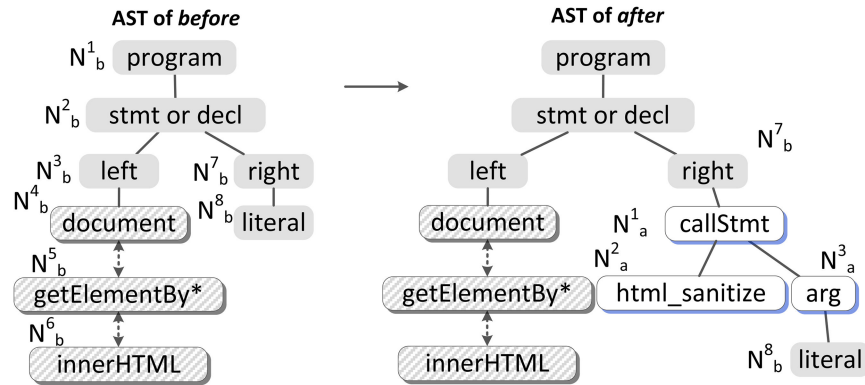 AST of before
AST of after
N1b program
program
N2b stmt or decl
stmt or decl
N7b
N3b left
N7b right
left
right
N4b document
N8b literal
document
N1a callStmt
N5b
N2a
N3a
getElementBy*
getElementBy*
html_sanitize
arg
N6b
innerHTML
innerHTML
N8b literal